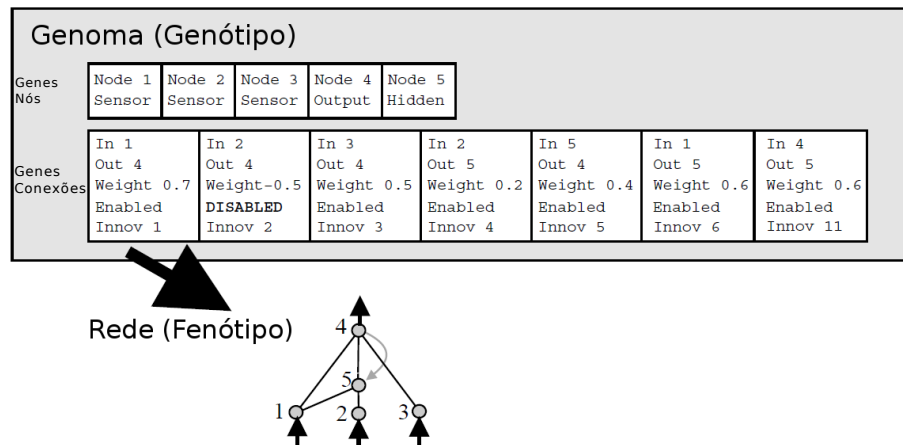 Genoma (Genótipo)
Genes Nós
Node 1 Sensor
Node 2 Sensor
Node 3 Sensor
Node 4 Output
Node 5 Hidden
Genes Conexões
In 1
Out 4
Weight 0.7
Enabled
Innov 1
In 2
Out 4
Weight-0.5
DISABLED
Innov 2
In 3
Out 4
Weight 0.5
Enabled
Innov 3
In 2
Out 5
Weight 0.2
Enabled
Innov 4
In 5
Out 4
Weight 0.4
Enabled
Innov 5
In 1
Out 5
Weight 0.6
Enabled
Innov 6
In 4
Out 5
Weight 0.6
Enabled
Innov 11
Rede (Fenótipo)
4
5
1
2
3